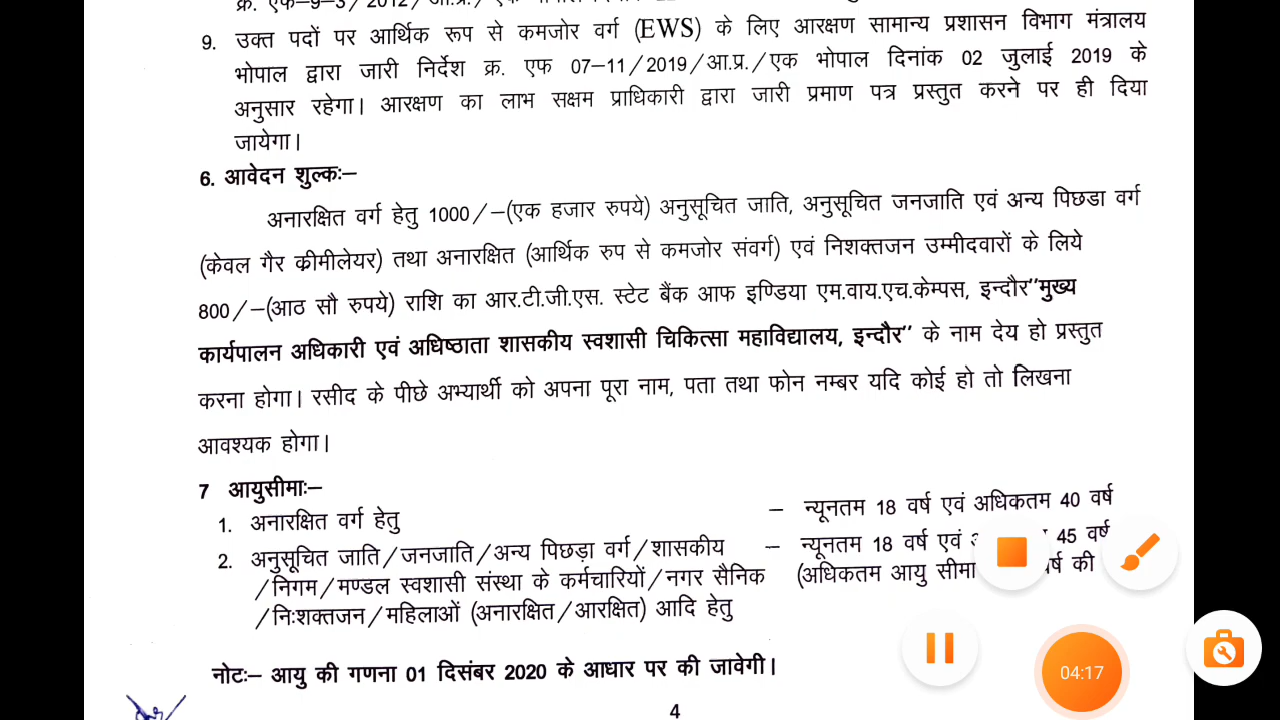 9. उक्त पदों पर आर्थिक रूप से कमजोर वर्ग (EWS) के लिए आरक्षण सामान्य प्रशासन विभाग मंत्रालय
भोपाल द्वारा जारी निर्देश क्र. एफ 07–11/2019/आ.प्र./एक भोपाल दिनांक 02 जुलाई 2019 के
अनुसार रहेगा। आरक्षण का लाभ सक्षम प्राधिकारी द्वारा जारी प्रमाण पत्र प्रस्तुत करने पर ही दिया
जायेगा।
6. आवेदन शुल्कः–
अनारक्षित वर्ग हेतु 1000/–(एक हजार रुपये) अनुसूचित जाति, अनुसूचित जनजाति एवं अन्य पिछडा वर्ग
(केवल गैर क्रीमीलेयर) तथा अनारक्षित (आर्थिक रुप से कमजोर संवर्ग) एवं निशक्तजन उम्मीदवारों के लिये
800/–(आठ सौ रुपये) राशि का आर.टी.जी.एस. स्टेट बैंक आफ इण्डिया एम.वाय.एच.केम्पस, इन्दौर"मुख्य
कार्यपालन अधिकारी एवं अधिष्ठाता शासकीय स्वशासी चिकित्सा महाविद्यालय, इन्दौर" के नाम देय हो प्रस्तुत
करना होगा। रसीद के पीछे अभ्यार्थी को अपना पूरा नाम, पता तथा फोन नम्बर यदि कोई हो तो लिखना
आवश्यक होगा।
7 आयुसीमाः–
1. अनारक्षित वर्ग हेतु – न्यूनतम 18 वर्ष एवं अधिकतम 40 वर्ष
2. अनुसूचित जाति/जनजाति/अन्य पिछड़ा वर्ग/शासकीय – न्यूनतम 18 वर्ष एवं 45 वर्ष
/निगम/मण्डल स्वशासी संस्था के कर्मचारियों/नगर सैनिक (अधिकतम आयु सीमा की
/निःशक्तजन/महिलाओं (अनारक्षित/आरक्षित) आदि हेतु
नोटः– आयु की गणना 01 दिसंबर 2020 के आधार पर की जावेगी।
04:17
4